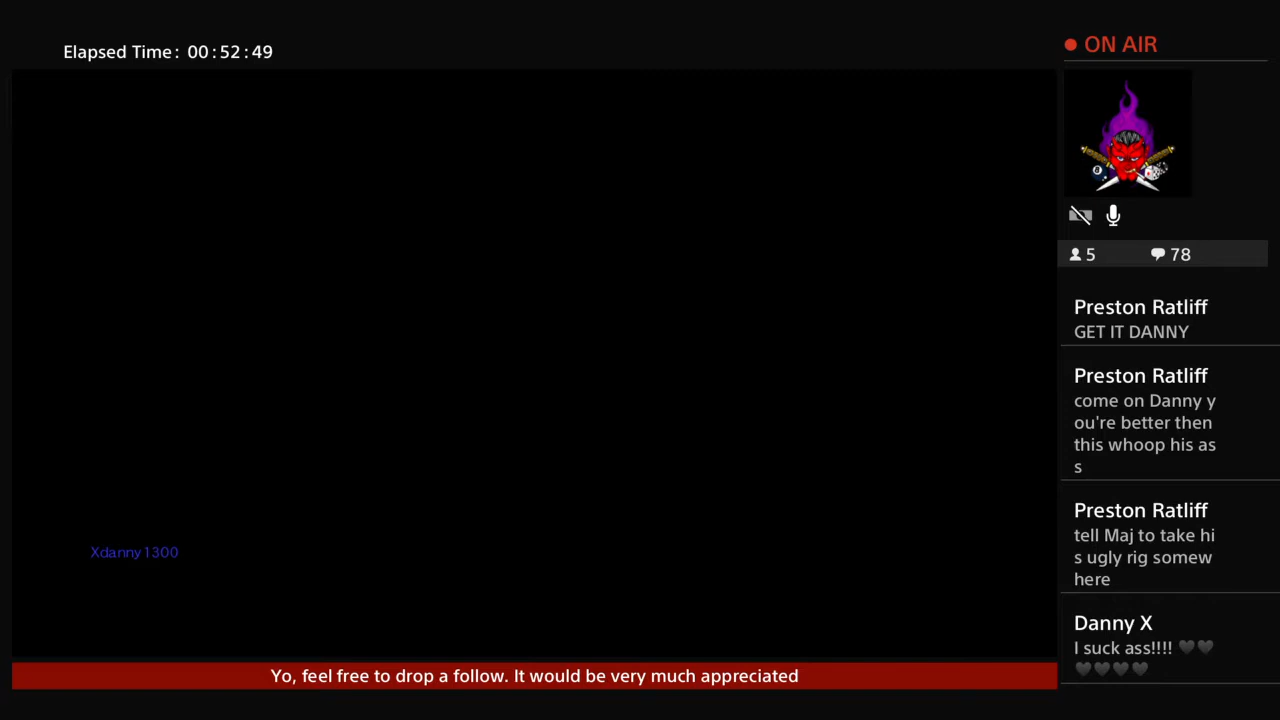 Elapsed Time: 00:52:49
ON AIR
5 78
Preston Ratliff
GET IT DANNY
Preston Ratliff
come on Danny y
ou're better then
this whoop his as
s
Preston Ratliff
tell Maj to take hi
s ugly rig somew
here
Danny X
I suck ass!!!! 🖤🖤
🖤🖤🖤🖤
Xdanny1300
Yo, feel free to drop a follow. It would be very much appreciated